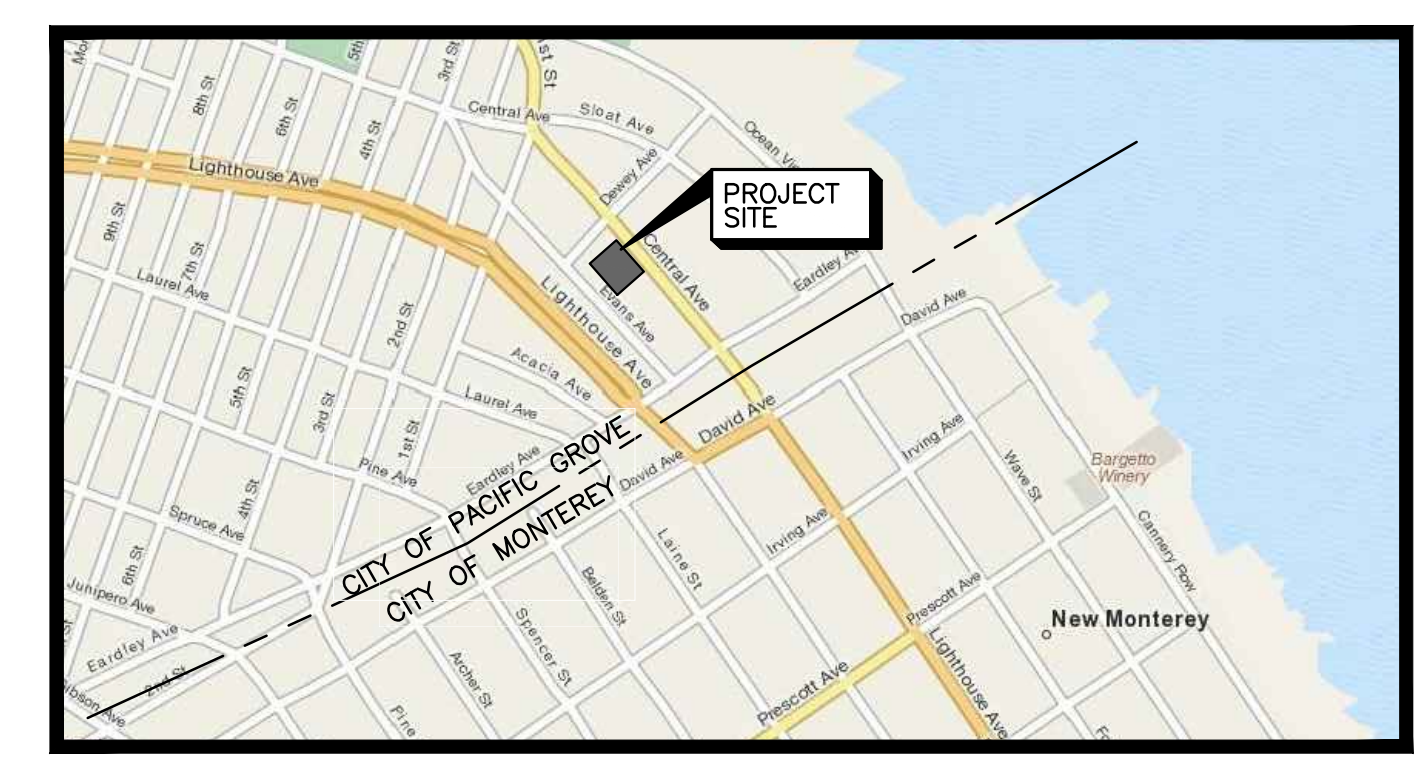 5th
3rd St
1st St
8th St
6th St
4th St
Central Ave
Sloat Ave
Ocean
Dewey Ave
Lighthouse Ave
PROJECT
SITE
9th St
7th St
Laurel Ave
Central Ave
Eardley
Evans Ave
Lighthouse Ave
David Ave
2nd St
Acacia Ave
Laurel Ave
5th St
3rd St
1st St
David Ave
Irving Ave
Pine Ave
Eardley Ave
CITY OF PACIFIC GROVE
CITY OF MONTEREY
David Ave
Wave St
Bargetto
Winery
4th St
Spruce Ave
Irving Ave
Laine St
Cannery Row
6th St
Junipero Ave
Belden St
Spencer St
Prescott Ave
New Monterey
Eardley Ave
2nd St
Archer St
Prescott Ave
Lighthouse Ave
Pine